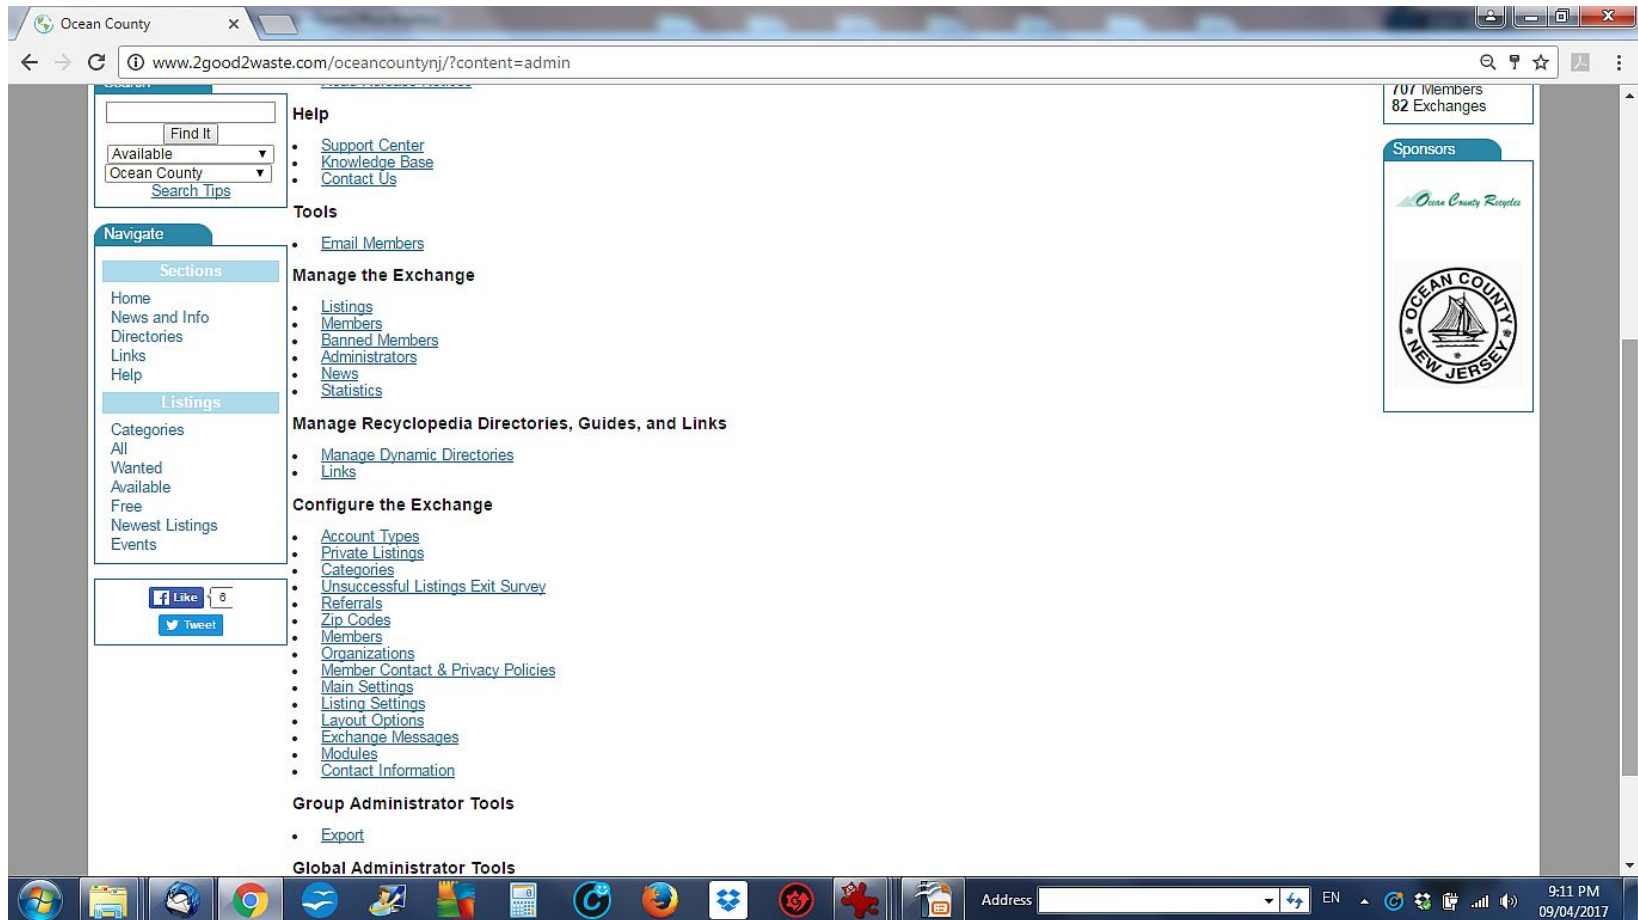 Ocean County
www.2good2waste.com/oceancountynj/?content=admin
Search
Find It
Available
Ocean County
Search Tips
Navigate
Sections
Home
News and Info
Directories
Links
Help
Listings
Categories
All
Wanted
Available
Free
Newest Listings
Events
Like 6
Tweet
Read Release Notices
Help
Support Center
Knowledge Base
Contact Us
Tools
Email Members
Manage the Exchange
Listings
Members
Banned Members
Administrators
News
Statistics
Manage Recyclopedia Directories, Guides, and Links
Manage Dynamic Directories
Links
Configure the Exchange
Account Types
Private Listings
Categories
Unsuccessful Listings Exit Survey
Referrals
Zip Codes
Members
Organizations
Member Contact & Privacy Policies
Main Settings
Listing Settings
Layout Options
Exchange Messages
Modules
Contact Information
Group Administrator Tools
Export
Global Administrator Tools
707 Members
82 Exchanges
Sponsors
Ocean County Recycles
OCEAN COUNTY
NEW JERSEY
Address
EN
9:11 PM
09/04/2017